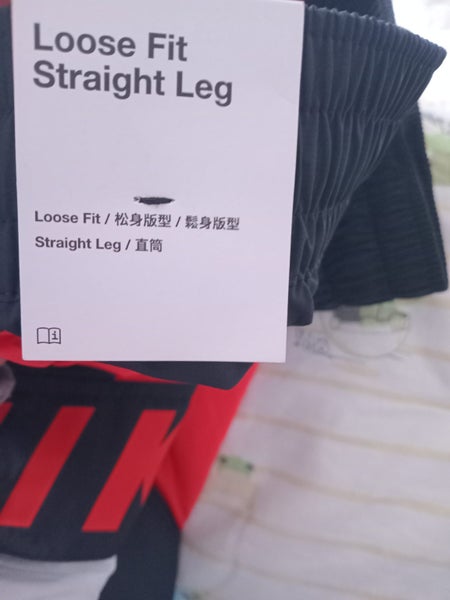 Loose Fit
Straight Leg
Loose Fit / 松身版型 / 鬆身版型
Straight Leg / 直筒
i